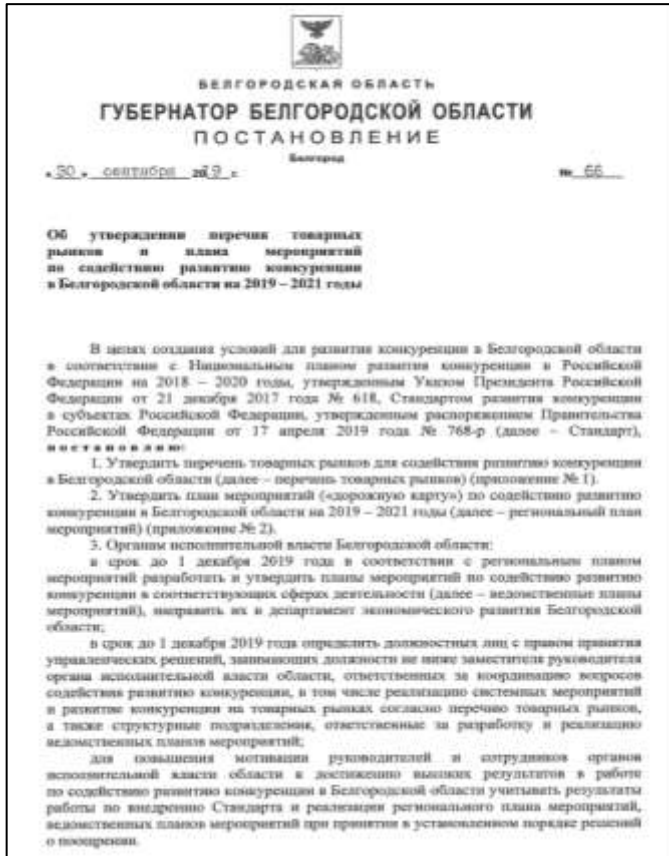 БЕЛГОРОДСКАЯ ОБЛАСТЬ
ГУБЕРНАТОР БЕЛГОРОДСКОЙ ОБЛАСТИ
ПОСТАНОВЛЕНИЕ
Белгород
« 30 » сентября 2019 г. № 66
Об утверждении перечня товарных
рынков и плана мероприятий
по содействию развитию конкуренции
в Белгородской области на 2019 – 2021 годы
В целях создания условий для развития конкуренции в Белгородской области
в соответствии с Национальным планом развития конкуренции в Российской
Федерации на 2018 – 2020 годы, утвержденным Указом Президента Российской
Федерации от 21 декабря 2017 года № 618, Стандартом развития конкуренции
в субъектах Российской Федерации, утвержденным распоряжением Правительства
Российской Федерации от 17 апреля 2019 года № 768-р (далее – Стандарт),
постановляю:
1. Утвердить перечень товарных рынков для содействия развитию конкуренции
в Белгородской области (далее – перечень товарных рынков) (приложение № 1).
2. Утвердить план мероприятий («дорожную карту») по содействию развитию
конкуренции в Белгородской области на 2019 – 2021 годы (далее – региональный план
мероприятий) (приложение № 2).
3. Органам исполнительной власти Белгородской области:
в срок до 1 декабря 2019 года в соответствии с региональным планом
мероприятий разработать и утвердить планы мероприятий по содействию развитию
конкуренции в соответствующих сферах деятельности (далее – ведомственные планы
мероприятий), направить их в департамент экономического развития Белгородской
области;
в срок до 1 декабря 2019 года определить должностных лиц с правом принятия
управленческих решений, занимающих должности не ниже заместителя руководителя
органа исполнительной власти области, ответственных за координацию вопросов
содействия развитию конкуренции, в том числе реализацию системных мероприятий
и развитие конкуренции на товарных рынках согласно перечню товарных рынков,
а также структурные подразделения, ответственные за разработку и реализацию
ведомственных планов мероприятий;
для повышения мотивации руководителей и сотрудников органов
исполнительной власти области к достижению высоких результатов в работе
по содействию развитию конкуренции в Белгородской области учитывать результаты
работы по внедрению Стандарта и реализации регионального плана мероприятий,
ведомственных планов мероприятий при принятии в установленном порядке решений
о поощрении.